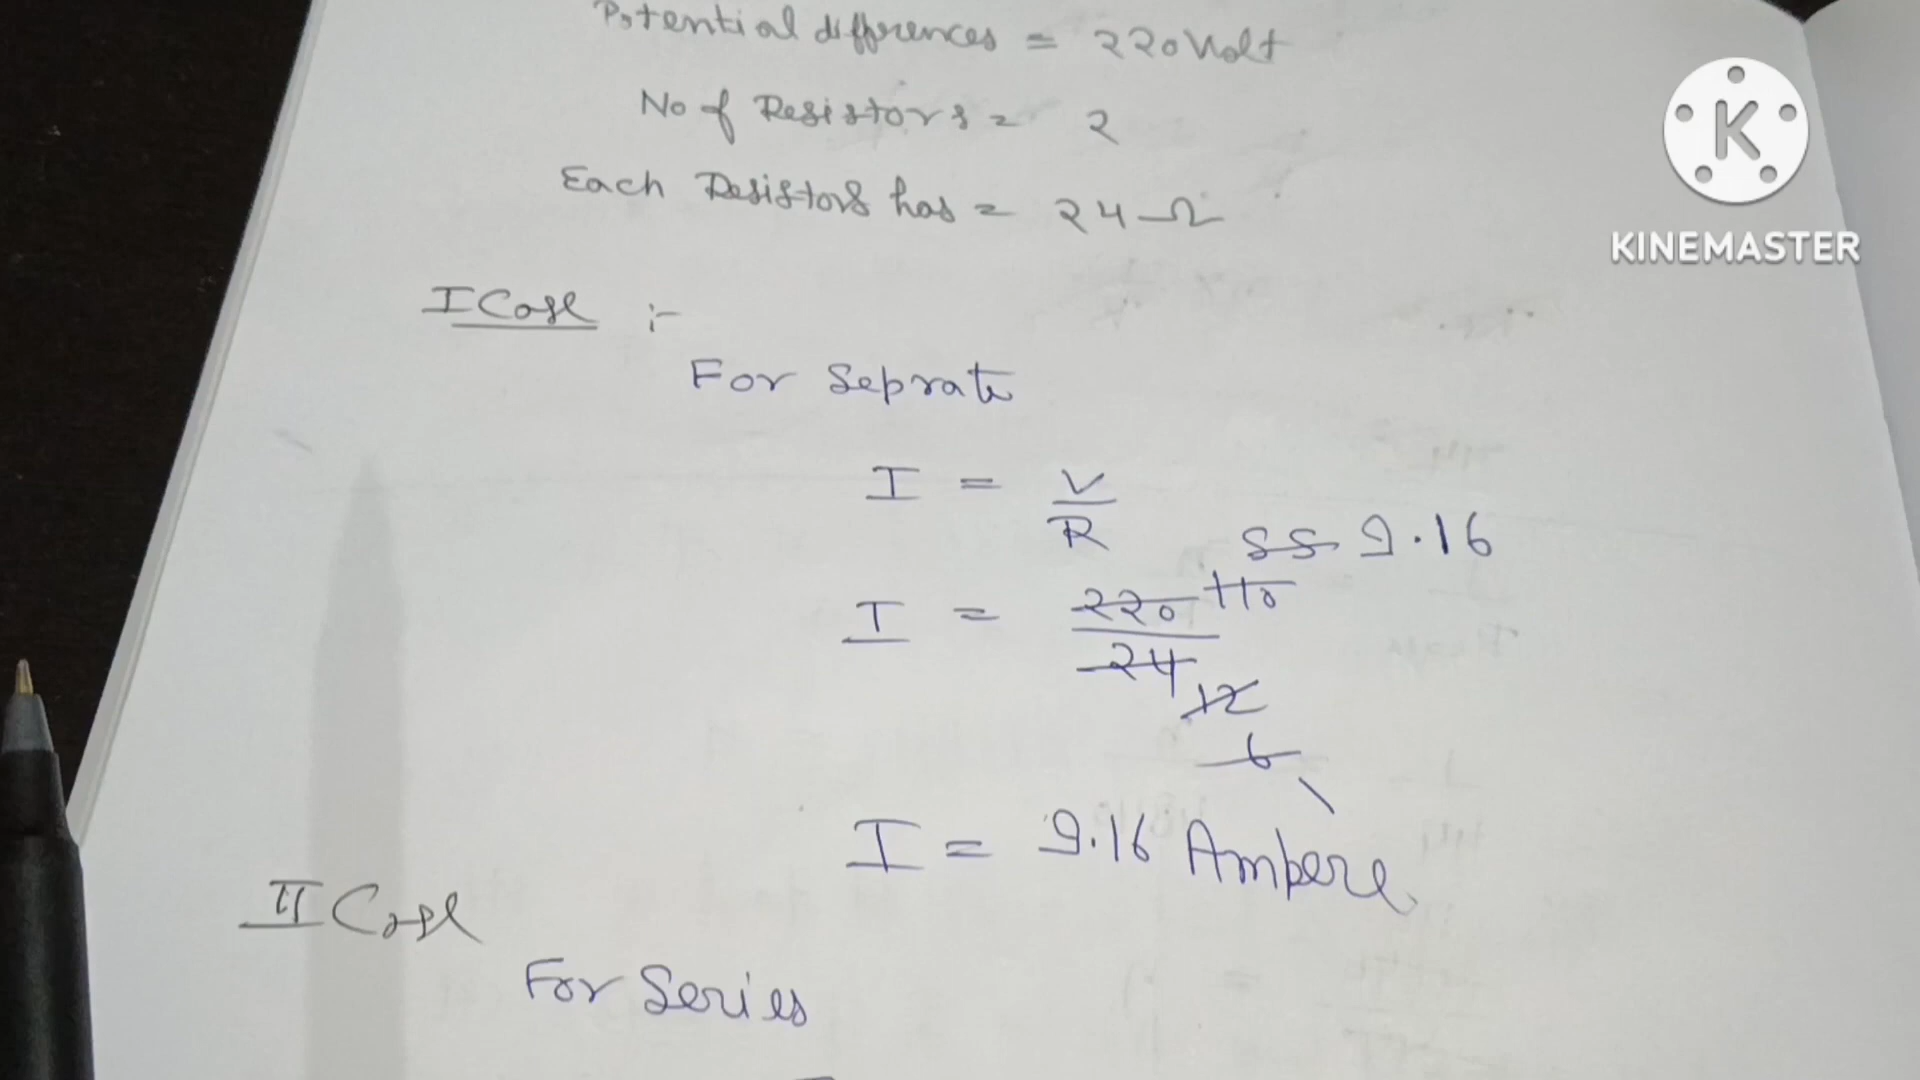 Potential differences = 220 Volt
No of Resistors = 2
Each Resistors has = 24 Ω
I Case :-
For Seprate
I = V/R
55 9.16
I = 220 110
24 12
6
I = 9.16 Ampere
II Case
For Series
K
KINEMASTER